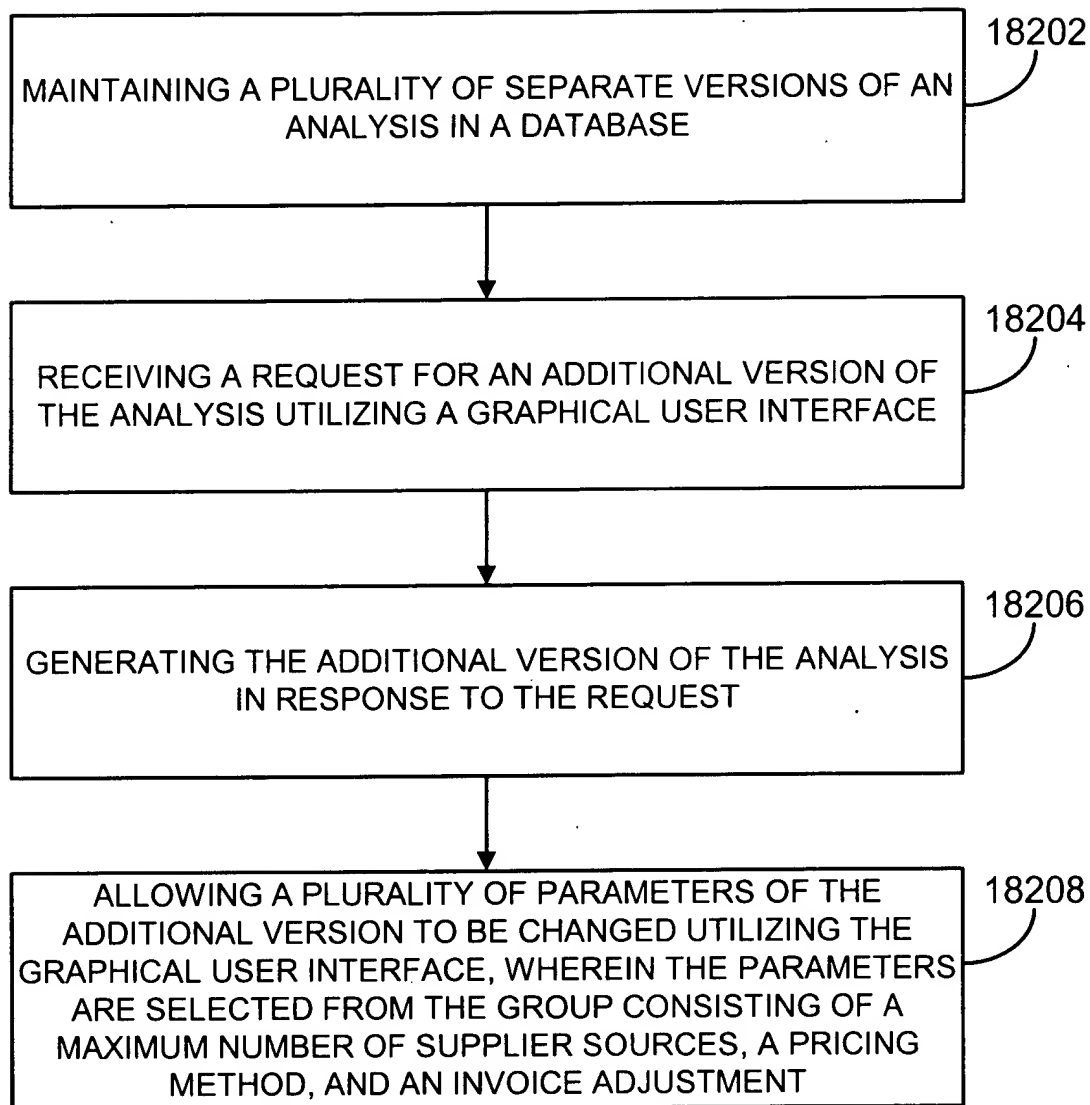 18202
MAINTAINING A PLURALITY OF SEPARATE VERSIONS OF AN
ANALYSIS IN A DATABASE
18204
RECEIVING A REQUEST FOR AN ADDITIONAL VERSION OF
THE ANALYSIS UTILIZING A GRAPHICAL USER INTERFACE
18206
GENERATING THE ADDITIONAL VERSION OF THE ANALYSIS
IN RESPONSE TO THE REQUEST
18208
ALLOWING A PLURALITY OF PARAMETERS OF THE
ADDITIONAL VERSION TO BE CHANGED UTILIZING THE
GRAPHICAL USER INTERFACE, WHEREIN THE PARAMETERS
ARE SELECTED FROM THE GROUP CONSISTING OF A
MAXIMUM NUMBER OF SUPPLIER SOURCES, A PRICING
METHOD, AND AN INVOICE ADJUSTMENT